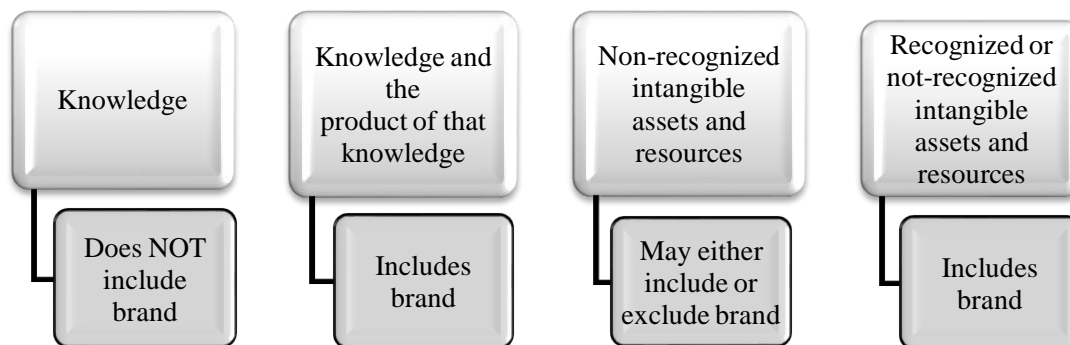 Knowledge
Does NOT
include
brand
Knowledge and
the
product of that
knowledge
Includes
brand
Non-recognized
intangible
assets and
resources
May either
include or
exclude brand
Recognized or
not-recognized
intangible
assets and
resources
Includes
brand